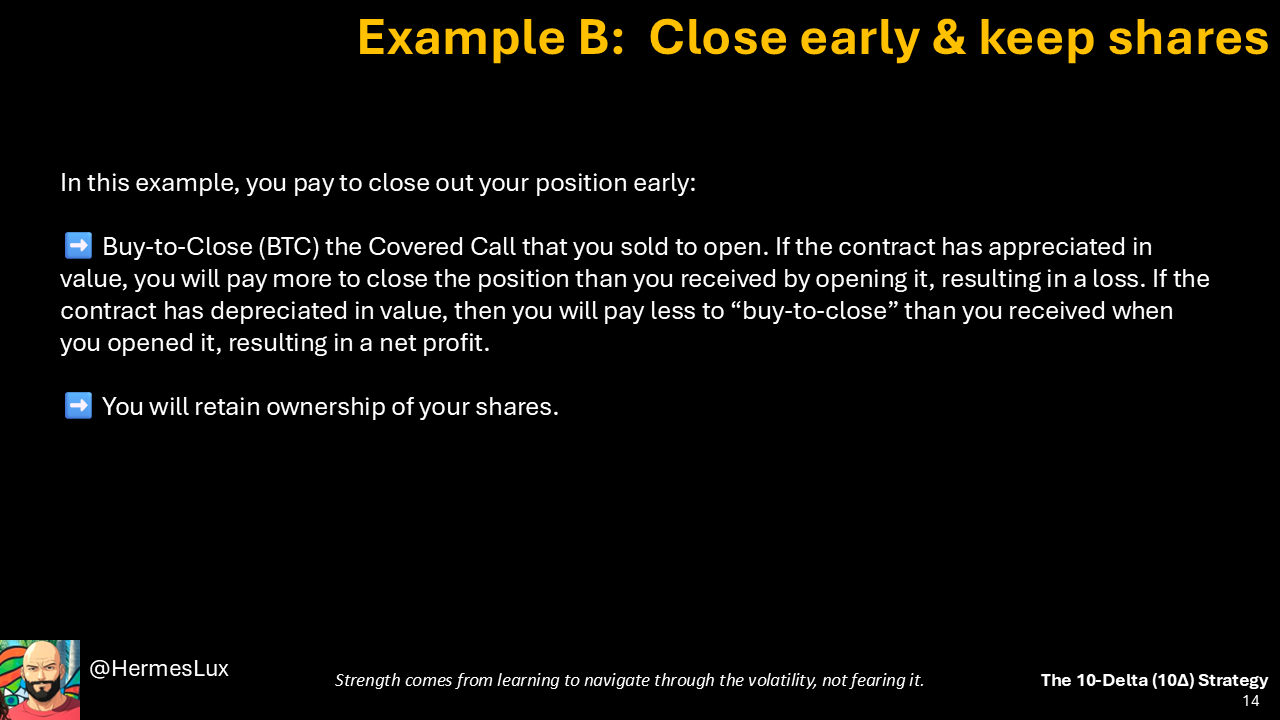 Example B:  Close early & keep shares
In this example, you pay to close out your position early:
➡️ Buy-to-Close (BTC) the Covered Call that you sold to open. If the contract has appreciated in
value, you will pay more to close the position than you received by opening it, resulting in a loss. If the
contract has depreciated in value, then you will pay less to “buy-to-close” than you received when
you opened it, resulting in a net profit.
➡️ You will retain ownership of your shares.
@HermesLux
Strength comes from learning to navigate through the volatility, not fearing it.
The 10-Delta (10Δ) Strategy
14